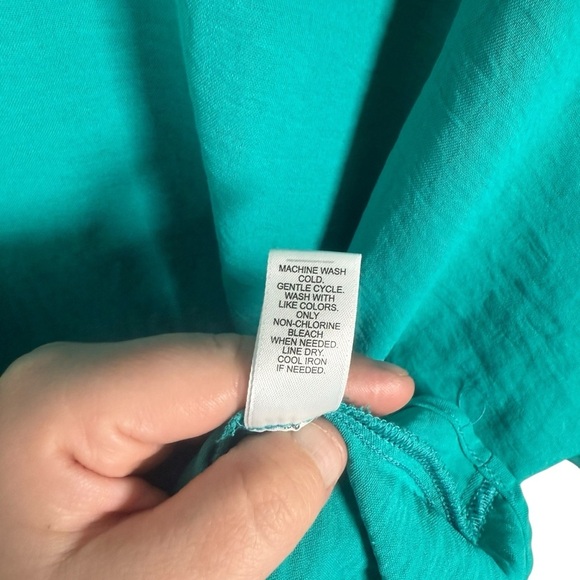 MACHINE WASH
COLD.
GENTLE CYCLE.
WASH WITH
LIKE COLORS.
ONLY
NON-CHLORINE
BLEACH
WHEN NEEDED.
LINE DRY.
COOL IRON
IF NEEDED.